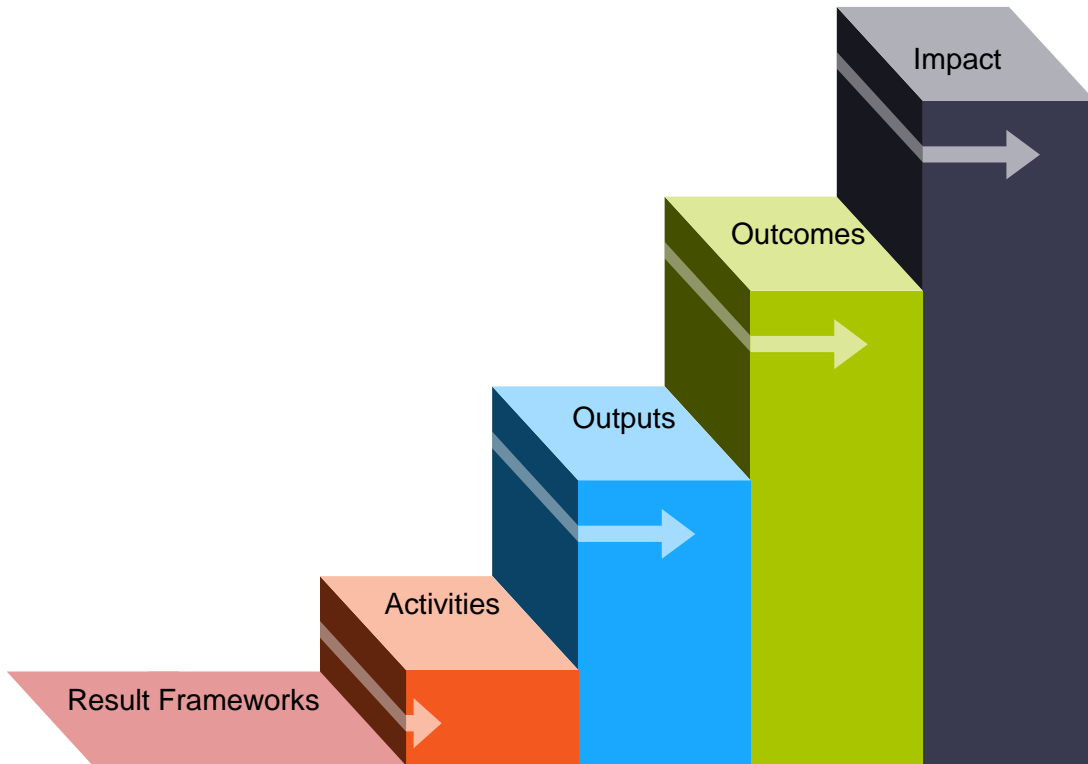 Impact
Outcomes
Outputs
Activities
Result Frameworks